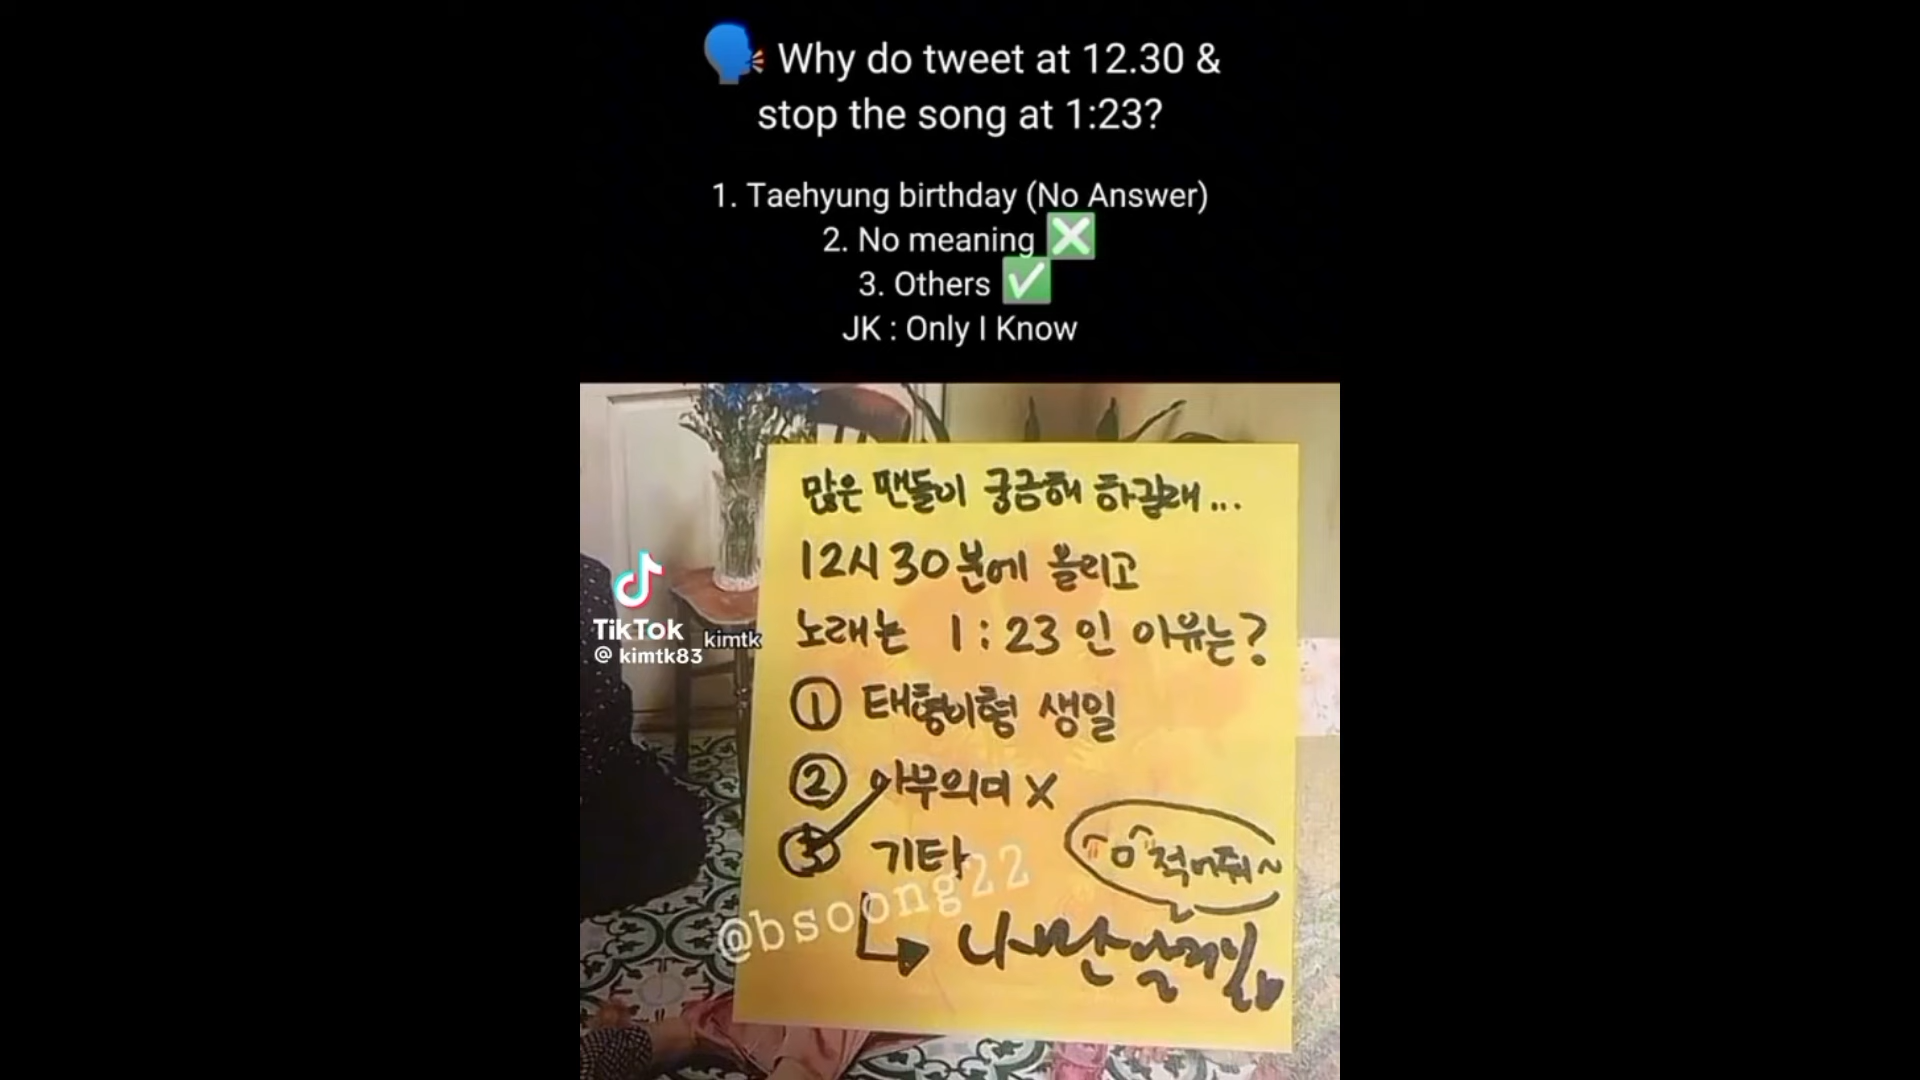 Why do tweet at 12.30 &
stop the song at 1:23?
1. Taehyung birthday (No Answer)
2. No meaning
3. Others
JK : Only I Know
많은 팬들이 궁금해 하길래...
12시 30분에 올리고
노래는 1:23 인 이유는?
① 태형이형 생일
② 아무의미 X
③ 기타
적어줘~
나만알래
TikTok
@ kimtk83
kimtk
@bsoong22